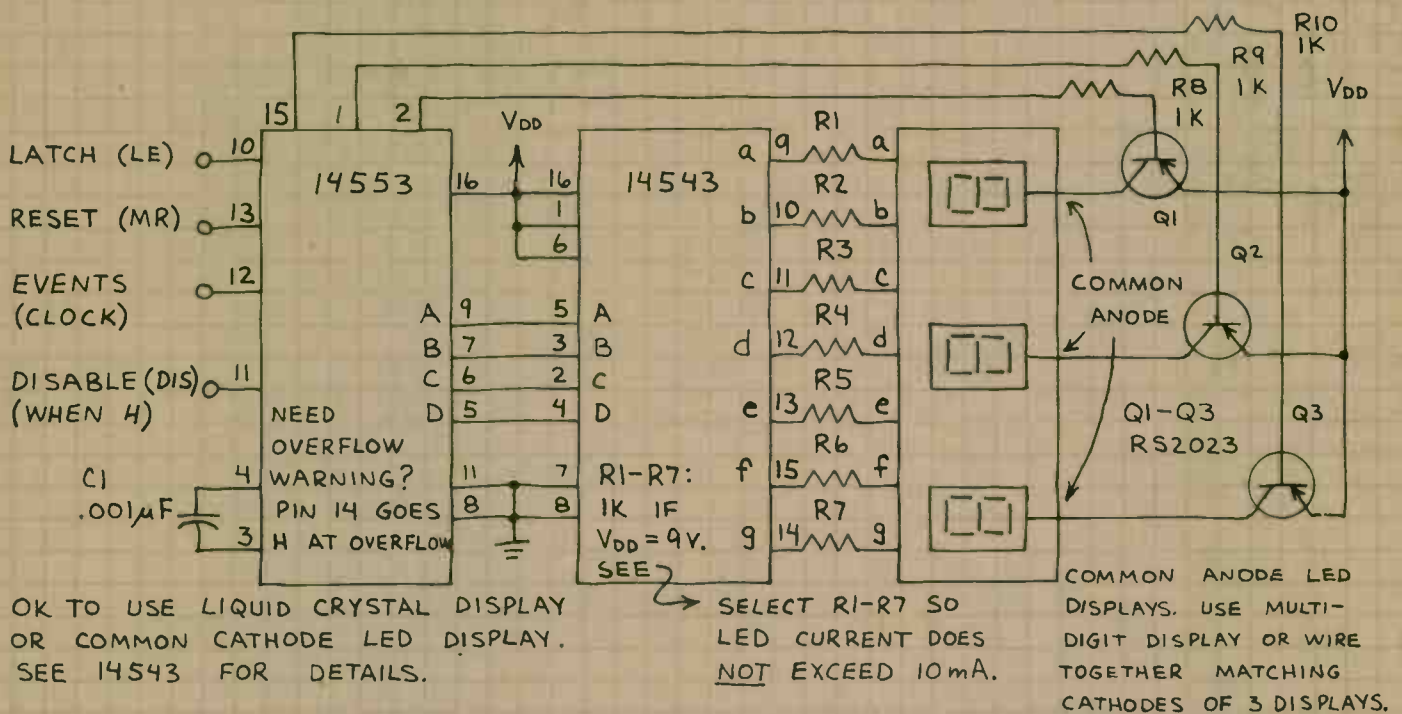 R10
1K
R9
1K
R8
1K
VDD
15
1
2
VDD
R1
LATCH (LE)
10
14553
16
16
14543
a
9
a
R2
RESET (MR)
13
1
b
10
b
Q1
6
R3
Q2
EVENTS
(CLOCK)
12
c
11
c
COMMON
ANODE
A
9
5
A
R4
B
7
3
B
d
12
d
DISABLE (DIS)
(WHEN H)
11
C
6
2
C
R5
D
5
4
D
e
13
e
Q1-Q3
RS2023
Q3
NEED
OVERFLOW
WARNING?
PIN 14 GOES
H AT OVERFLOW
R6
C1
.001µF
4
3
11
7
8
8
R1-R7:
1K IF
VDD = 9V.
SEE
f
15
f
R7
g
14
g
OK TO USE LIQUID CRYSTAL DISPLAY
OR COMMON CATHODE LED DISPLAY.
SEE 14543 FOR DETAILS.
SELECT R1-R7 SO
LED CURRENT DOES
NOT EXCEED 10mA.
COMMON ANODE LED
DISPLAYS. USE MULTI-
DIGIT DISPLAY OR WIRE
TOGETHER MATCHING
CATHODES OF 3 DISPLAYS.